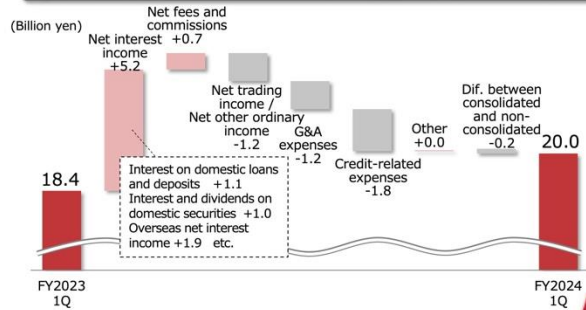 (Billion yen)
Net interest
income
+5.2
Net fees and
commissions
+0.7
Net trading
income /
Net other ordinary
income
-1.2
G&A
expenses
-1.2
Credit-related
expenses
-1.8
Other
+0.0
Dif. between
consolidated
and non-
consolidated
-0.2
18.4
20.0
Interest on domestic loans
and deposits +1.1
Interest and dividends on
domestic securities +1.0
Overseas net interest
income +1.9 etc.
FY2023
1Q
FY2024
1Q